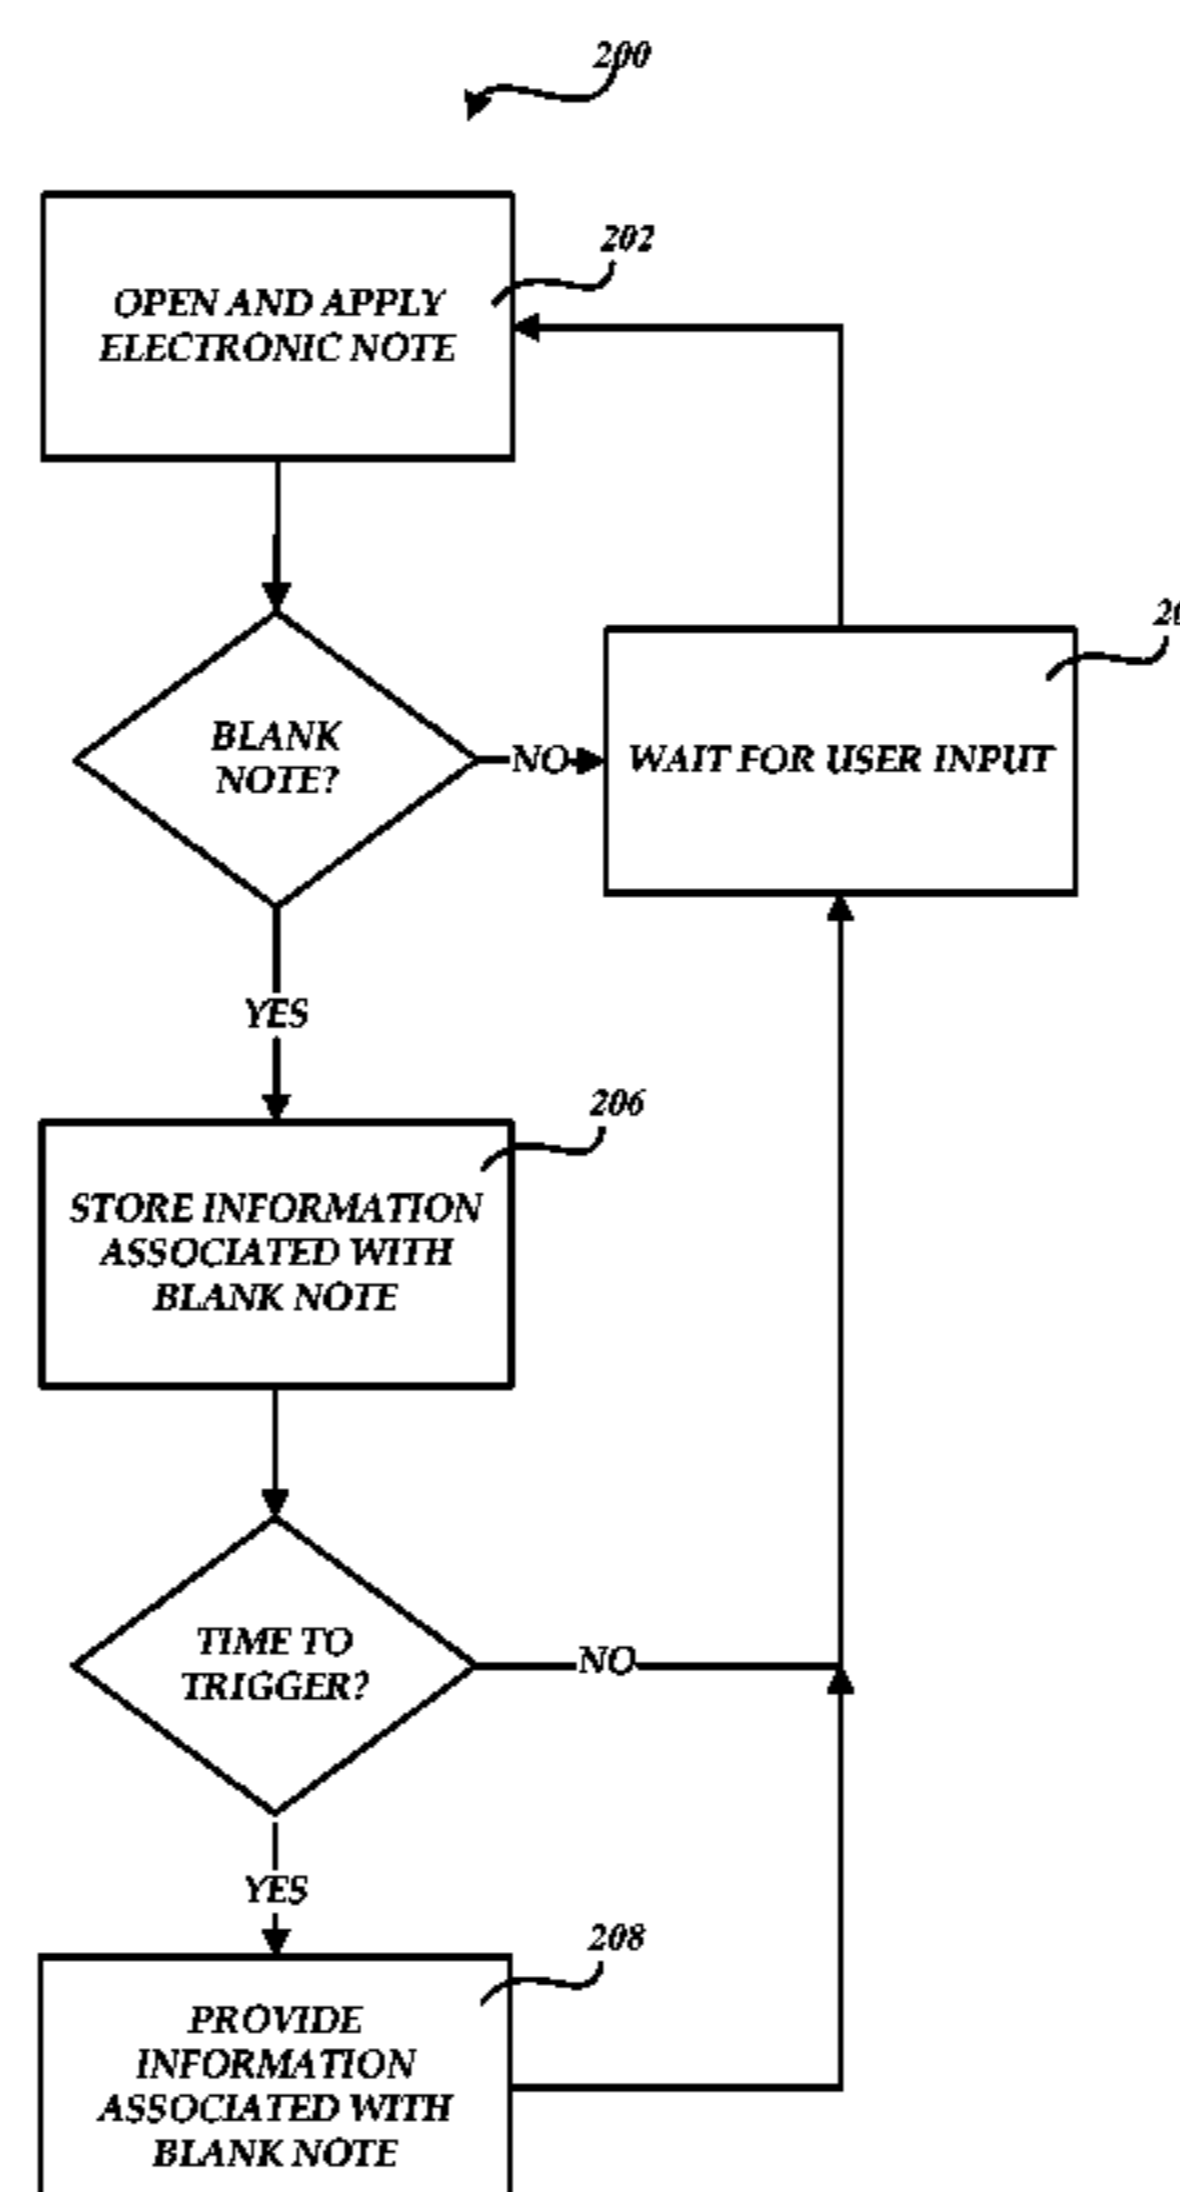 200
202
OPEN AND APPLY
ELECTRONIC NOTE
BLANK
NOTE?
NO
WAIT FOR USER INPUT
YES
206
STORE INFORMATION
ASSOCIATED WITH
BLANK NOTE
TIME TO
TRIGGER?
NO
YES
208
PROVIDE
INFORMATION
ASSOCIATED WITH
BLANK NOTE